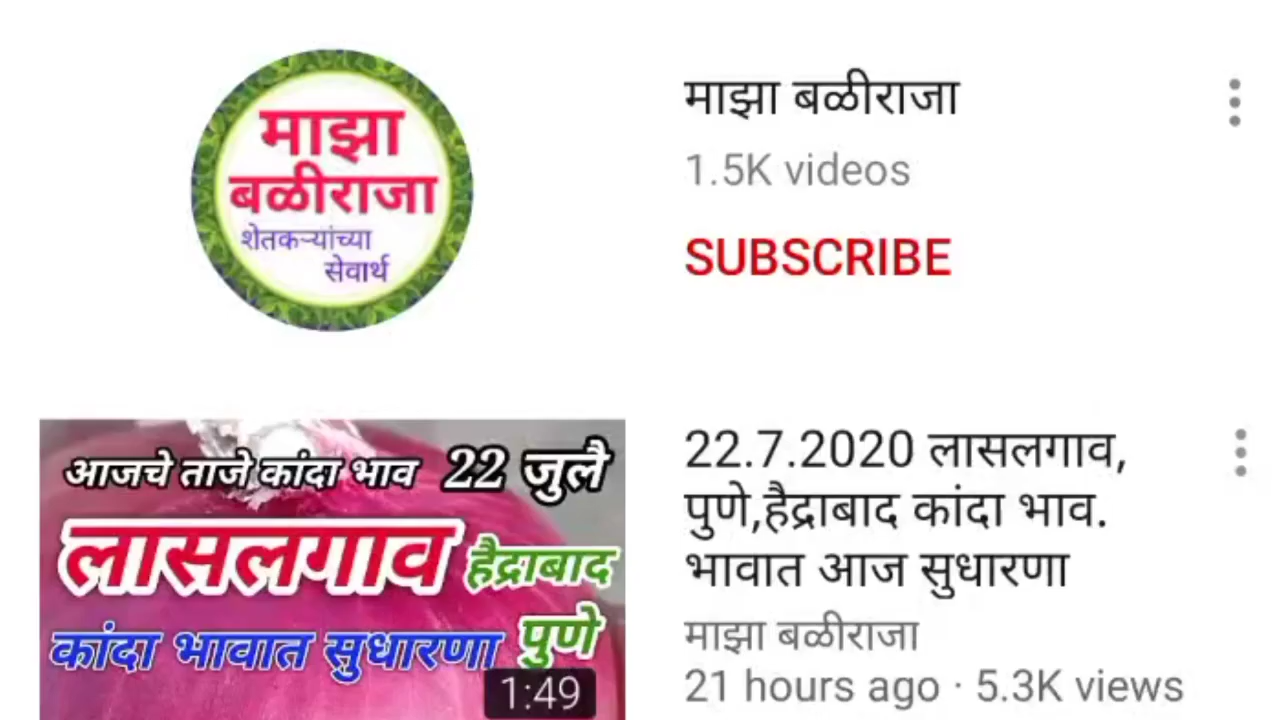 माझा
बळीराजा
शेतकऱ्यांच्या
सेवार्थ
माझा बळीराजा
1.5K videos
SUBSCRIBE
आजचे ताजे कांदा भाव 22 जुलै
लासलगाव हैद्राबाद
कांदा भावात सुधारणा पुणे
1:49
22.7.2020 लासलगाव,
पुणे,हैद्राबाद कांदा भाव.
भावात आज सुधारणा
माझा बळीराजा
21 hours ago · 5.3K views